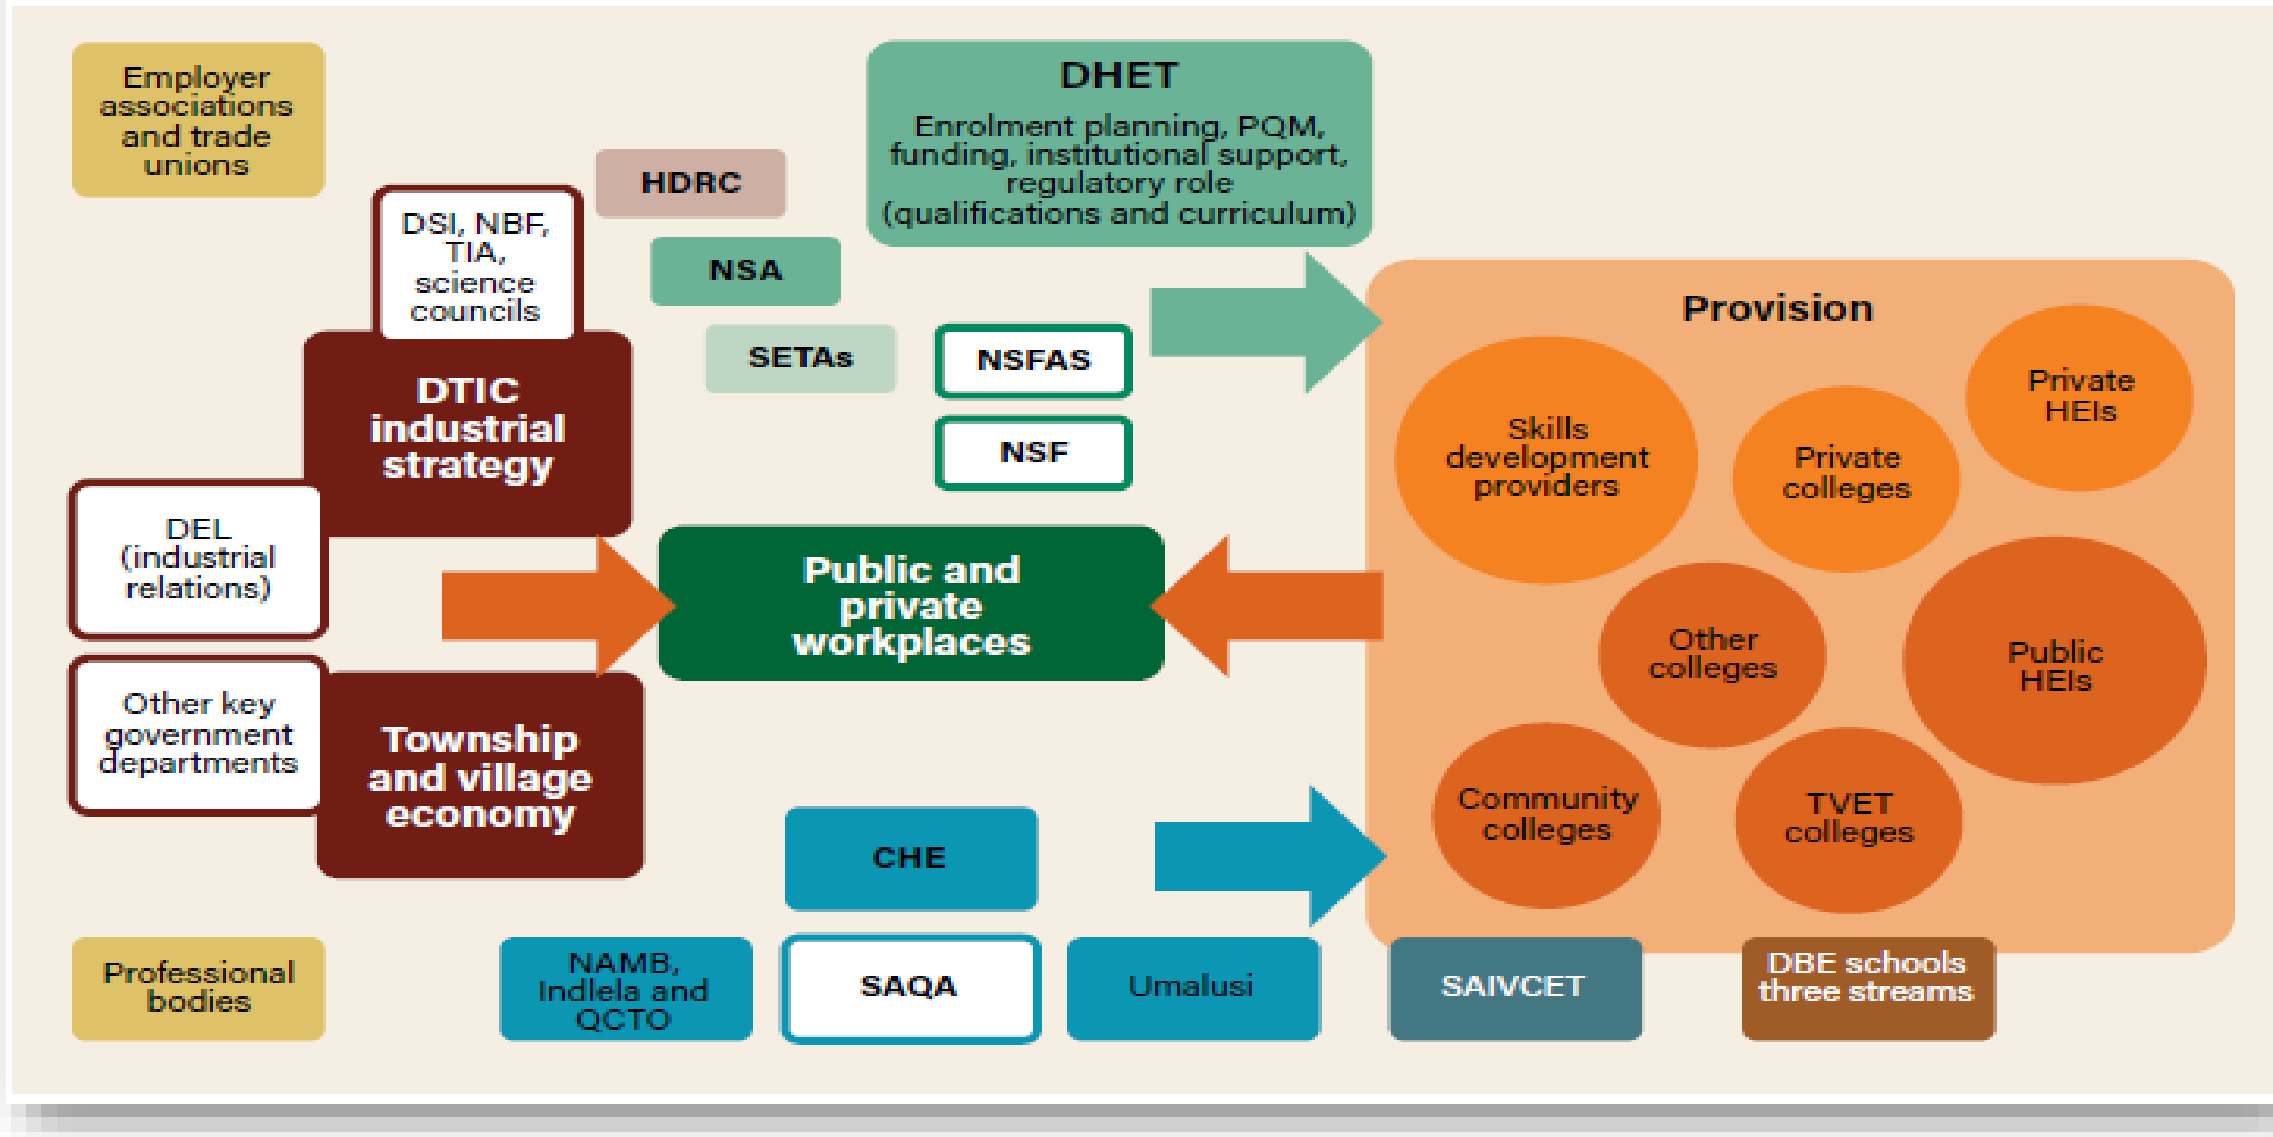 Employer
associations
and trade
unions
DHET
Enrolment planning, PQM,
funding, institutional support,
regulatory role
(qualifications and curriculum)
HDRC
DSI, NBF,
TIA,
science
councils
NSA
SETAs
NSFAS
NSF
DTIC
industrial
strategy
DEL
(industrial
relations)
Public and
private
workplaces
Other key
government
departments
Township
and village
economy
Provision
Skills
development
providers
Private
colleges
Private
HEIs
Other
colleges
Public
HEIs
Community
colleges
TVET
colleges
CHE
Professional
bodies
NAMB,
Indlela and
QCTO
SAQA
Umalusi
SAIVCET
DBE schools
three streams